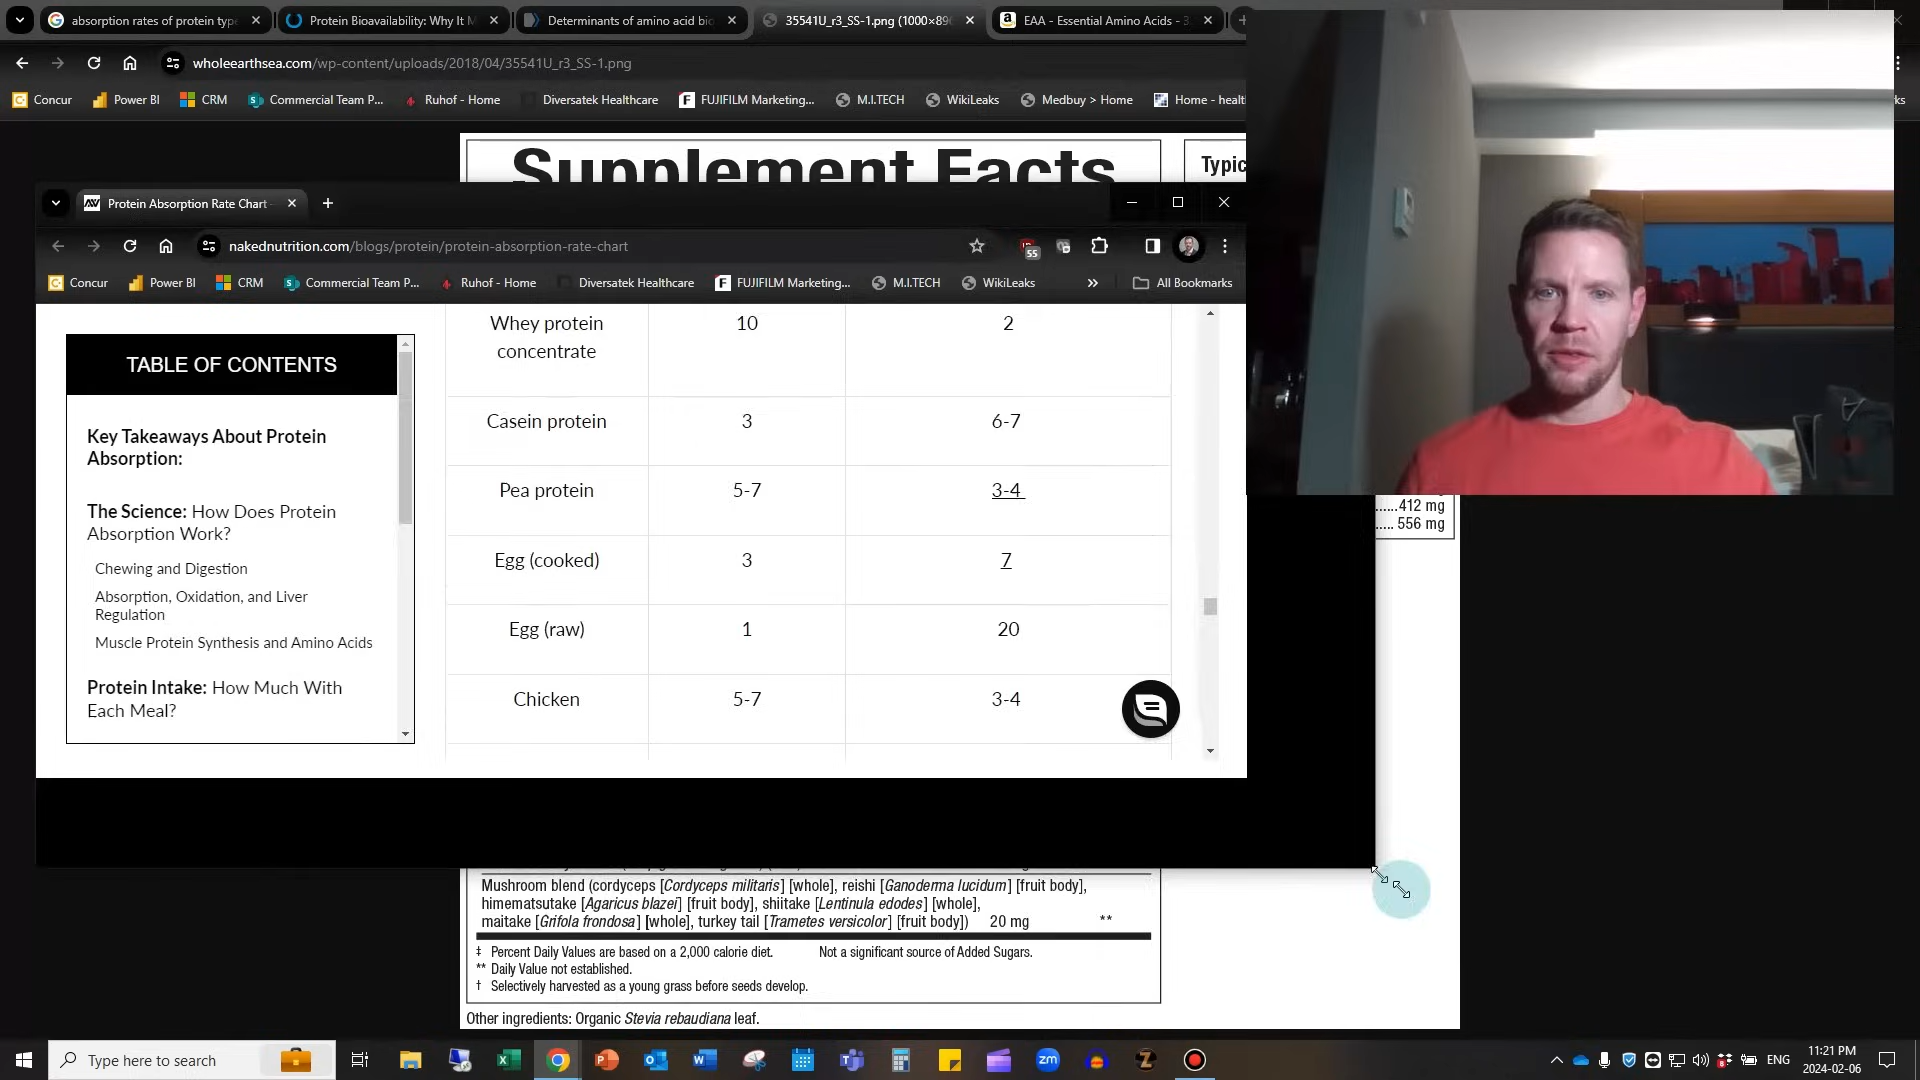 absorption rates of protein type
Protein Bioavailability: Why It M
Determinants of amino acid bio
35541U_r3_SS-1.png (1000×896
EAA - Essential Amino Acids - 3
wholeearthsea.com/wp-content/uploads/2018/04/35541U_r3_SS-1.png
Concur
Power BI
CRM
Commercial Team P...
Ruhof - Home
Diversatek Healthcare
FUJIFILM Marketing...
M.I.TECH
WikiLeaks
Medbuy > Home
Home - healt
ks
Supplement Facts
Typic
Protein Absorption Rate Chart
nakednutrition.com/blogs/protein/protein-absorption-rate-chart
55
Concur
Power BI
CRM
Commercial Team P...
Ruhof - Home
Diversatek Healthcare
FUJIFILM Marketing...
M.I.TECH
WikiLeaks
»
All Bookmarks
TABLE OF CONTENTS
Key Takeaways About Protein
Absorption:
The Science: How Does Protein
Absorption Work?
Chewing and Digestion
Absorption, Oxidation, and Liver
Regulation
Muscle Protein Synthesis and Amino Acids
Protein Intake: How Much With
Each Meal?
Whey protein
concentrate
10
2
Casein protein
3
6-7
Pea protein
5-7
3-4
Egg (cooked)
3
7
Egg (raw)
1
20
Chicken
5-7
3-4
......412 mg
..... 556 mg
Mushroom blend (cordyceps [Cordyceps militaris] [whole], reishi [Ganoderma lucidum] [fruit body],
himematsutake [Agaricus blazei] [fruit body], shiitake [Lentinula edodes] [whole],
maitake [Grifola frondosa] [whole], turkey tail [Trametes versicolor] [fruit body]) 20 mg **
‡ Percent Daily Values are based on a 2,000 calorie diet. Not a significant source of Added Sugars.
** Daily Value not established.
† Selectively harvested as a young grass before seeds develop.
Other ingredients: Organic Stevia rebaudiana leaf.
Type here to search
zm
ENG
11:21 PM
2024-02-06